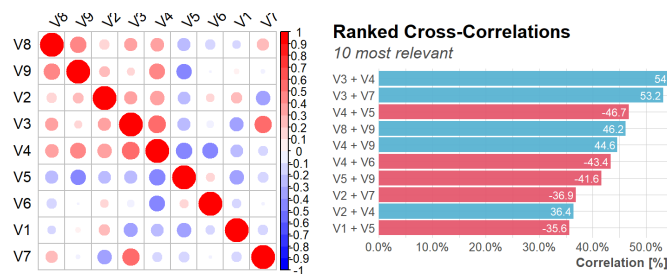 V8 V9 V2 V3 V4 V5 V6 V1 V7
V8
V9
V2
V3
V4
V5
V6
V1
V7
1
0.9
0.8
0.7
0.6
0.5
0.4
0.3
0.2
0.1
0
-0.1
-0.2
-0.3
-0.4
-0.5
-0.6
-0.7
-0.8
-0.9
-1
Ranked Cross-Correlations
10 most relevant
V3 + V4 54
V3 + V7 53.2
V4 + V5 -46.7
V8 + V9 46.2
V4 + V9 44.6
V4 + V6 -43.4
V5 + V9 -41.6
V2 + V7 -36.9
V2 + V4 36.4
V1 + V5 -35.6
0.0% 10.0% 20.0% 30.0% 40.0% 50.0%
Correlation [%]